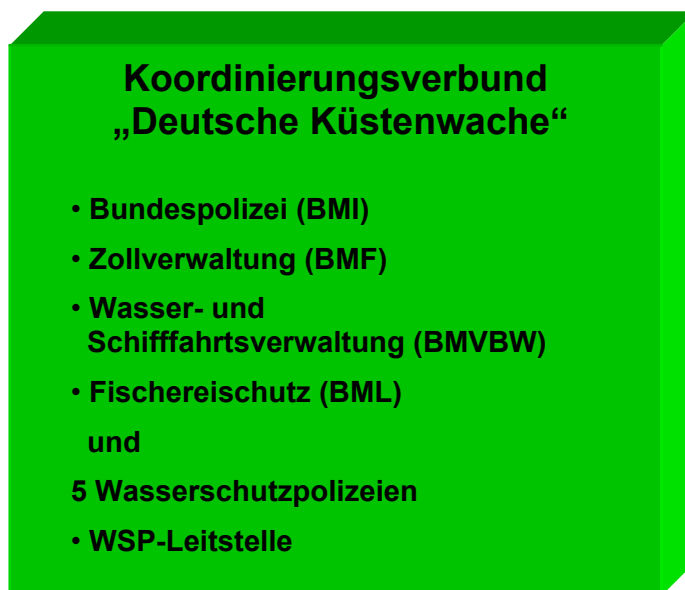 Koordinierungsverbund
„Deutsche Küstenwache“
• Bundespolizei (BMI)
• Zollverwaltung (BMF)
• Wasser- und
Schifffahrtsverwaltung (BMVBW)
• Fischereischutz (BML)
und
5 Wasserschutzpolizeien
• WSP-Leitstelle